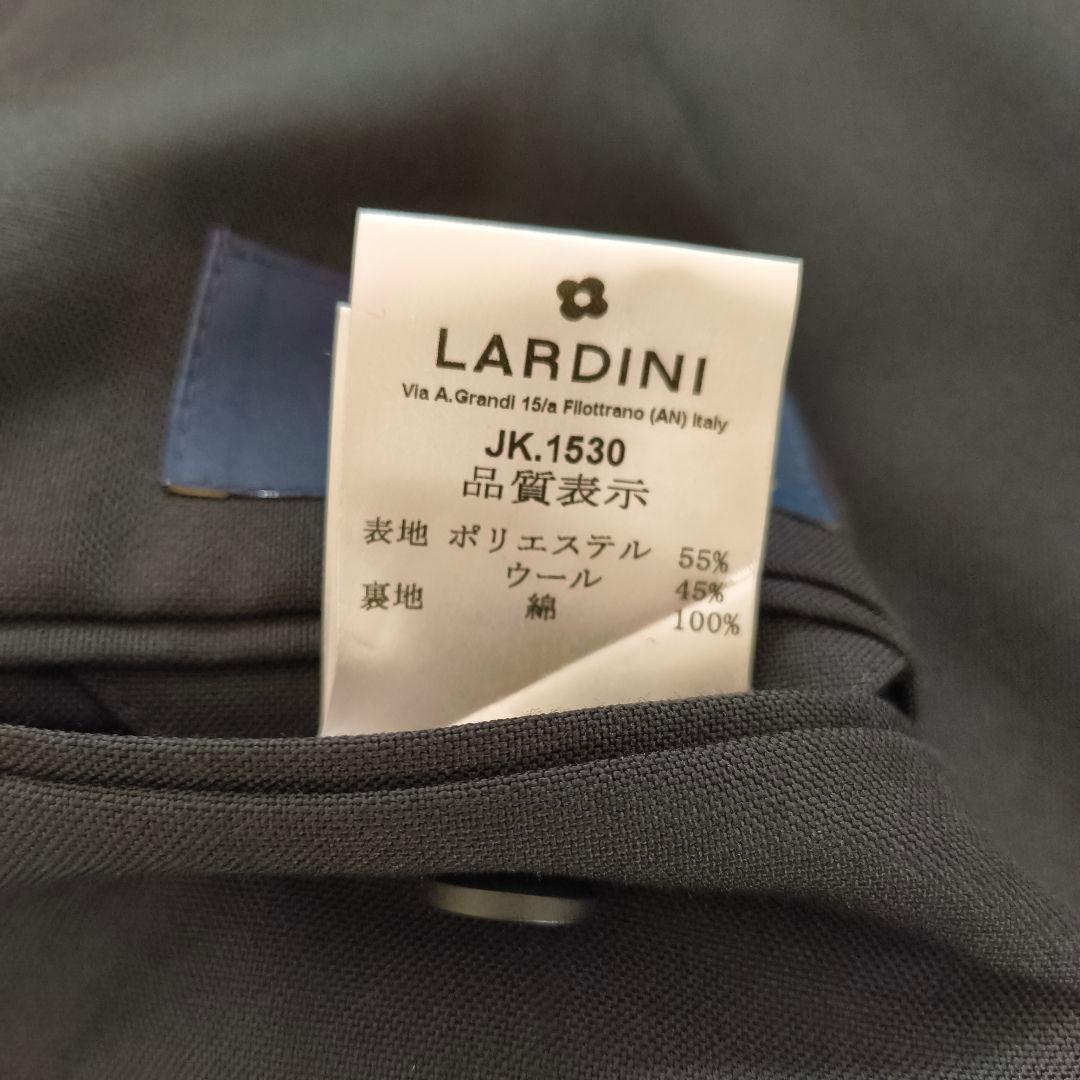 LARDINI
Via A.Grandi 15/a Filottrano (AN) Italy
JK.1530
品質表示
表地 ポリエステル 55%
ウール 45%
裏地 綿 100%